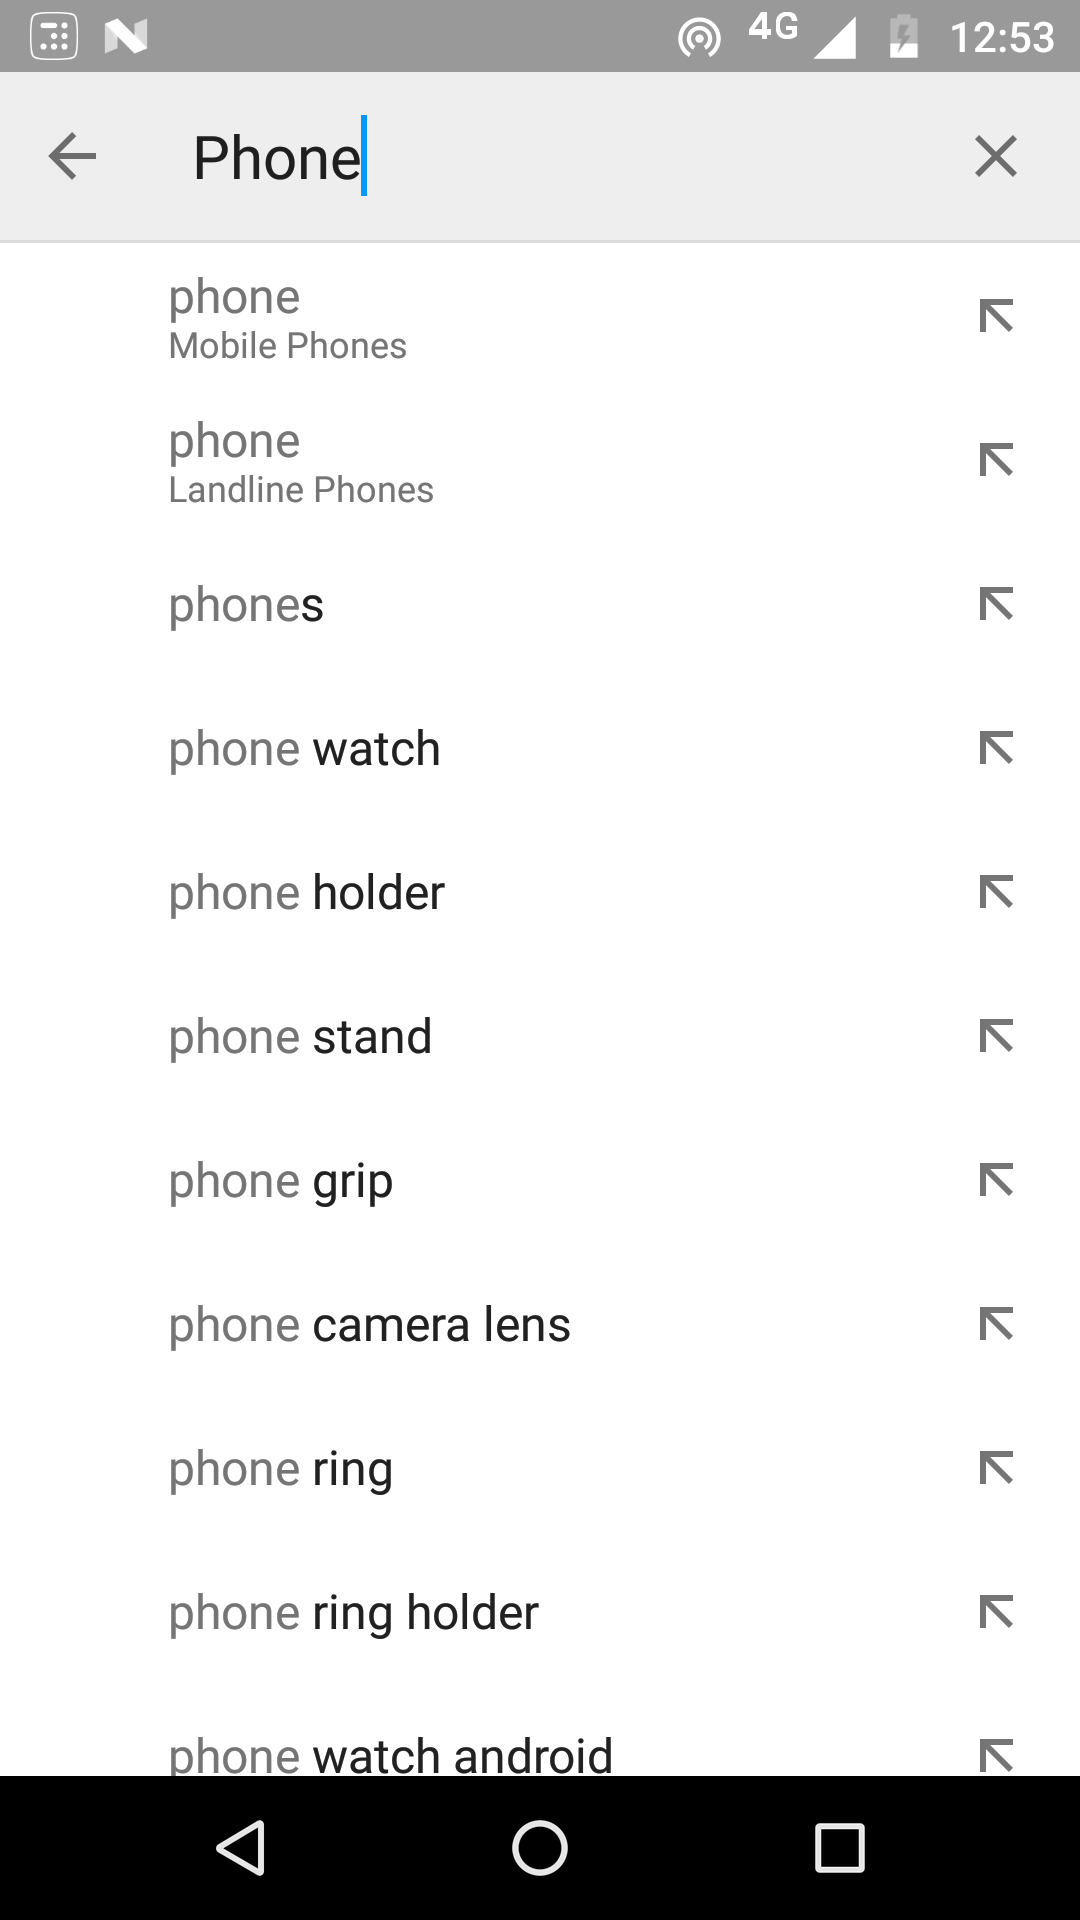 4G 12:53
Phone
phone
Mobile Phones
phone
Landline Phones
phones
phone watch
phone holder
phone stand
phone grip
phone camera lens
phone ring
phone ring holder
phone watch android